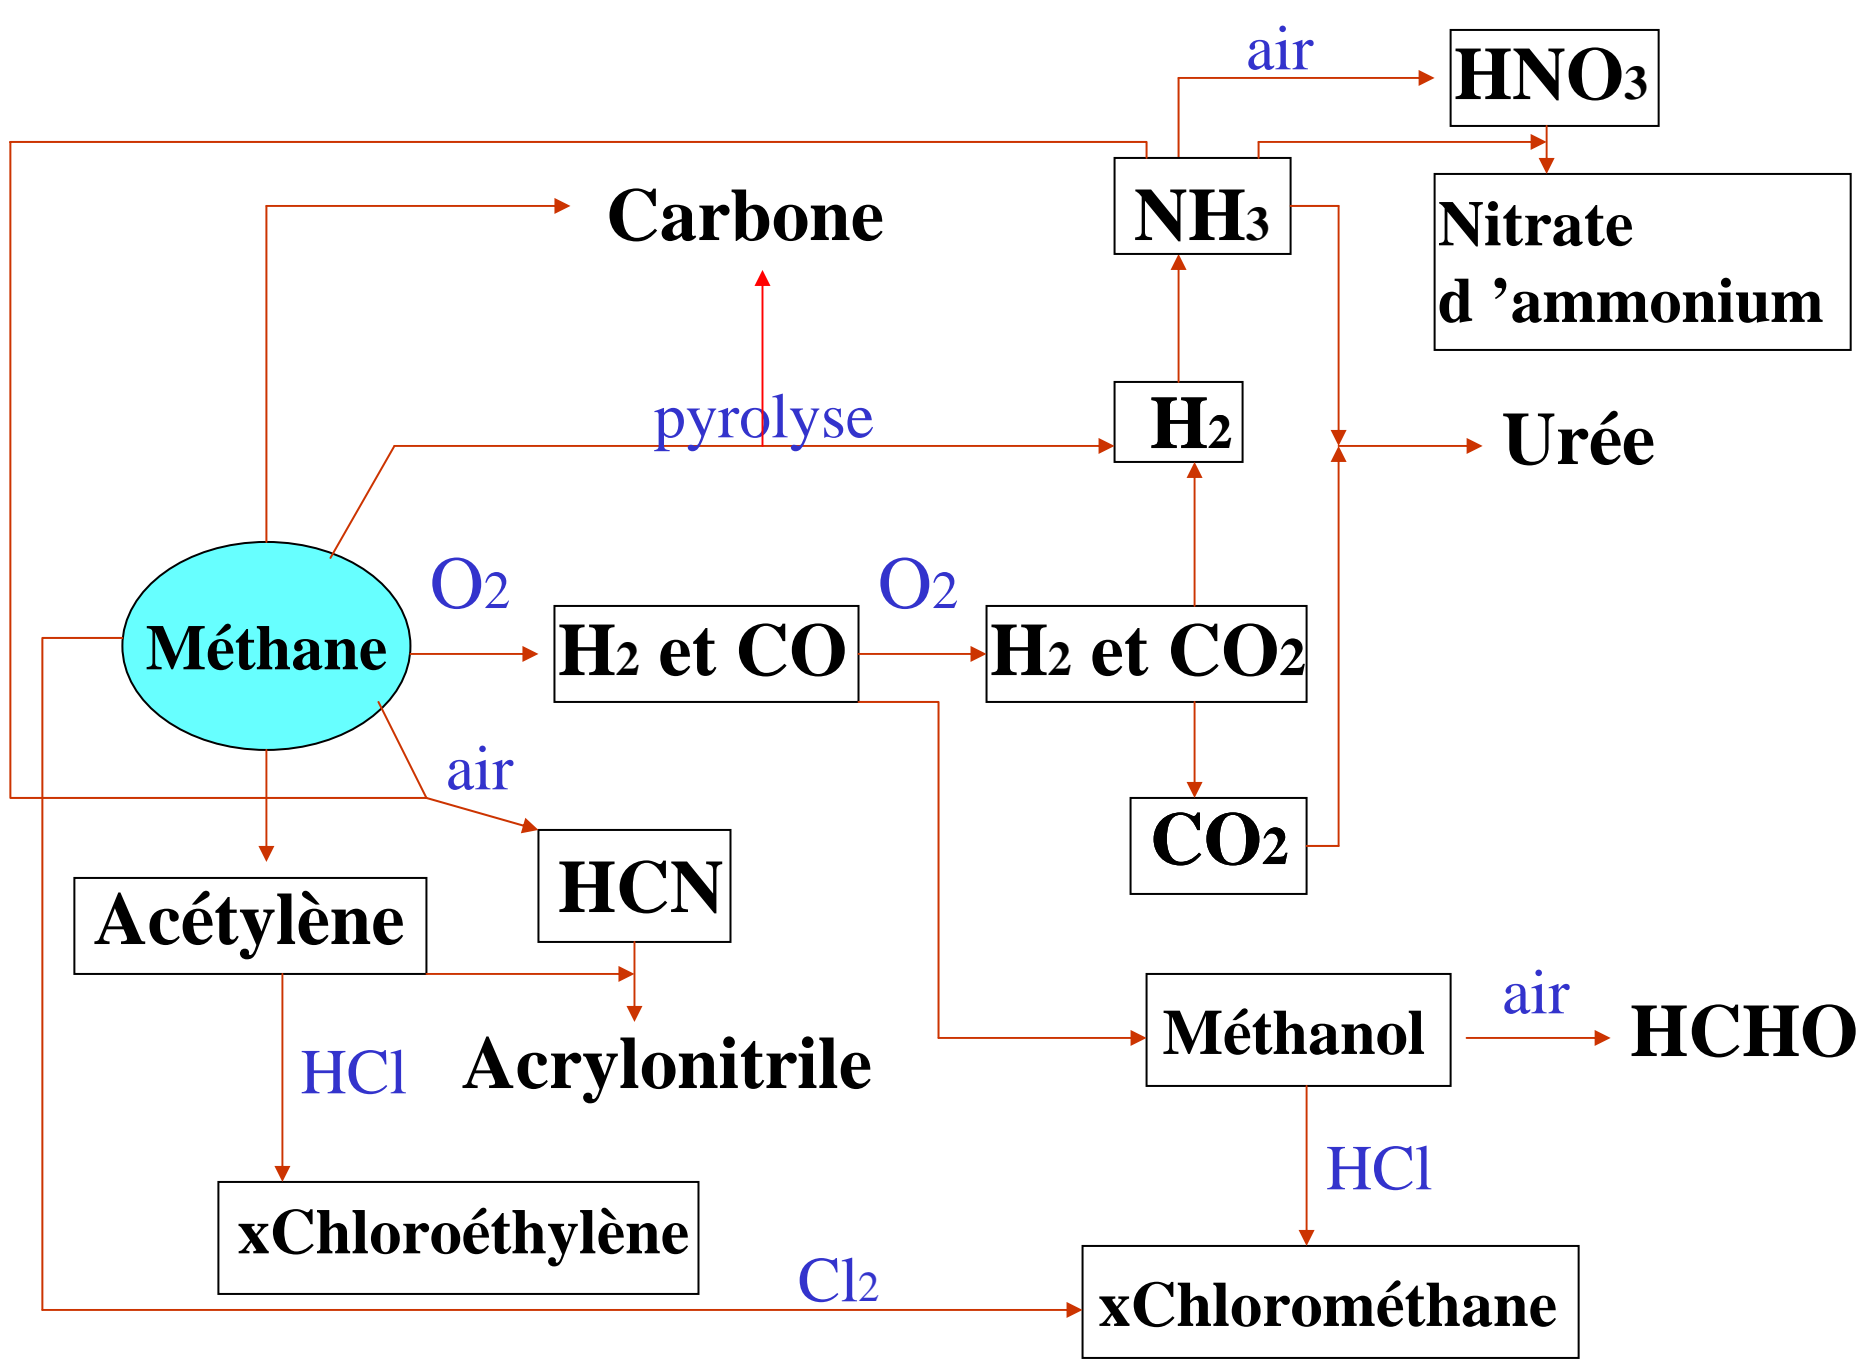 air
HNO3
Carbone
NH3
Nitrate
d ’ammonium
pyrolyse
H2
Urée
O2
O2
Méthane
H2 et CO
H2 et CO2
air
CO2
HCN
Acétylène
air
Méthanol
HCHO
HCl
Acrylonitrile
HCl
xChloroéthylène
Cl2
xChlorométhane